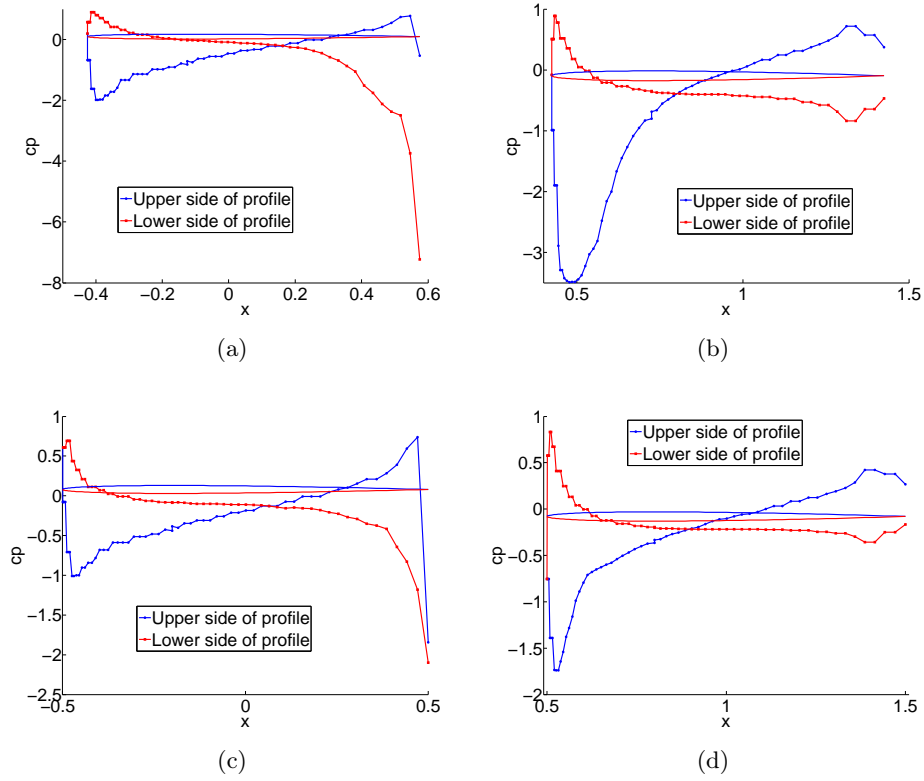 1
0
−2
−4
−6
−8
cp
−0.4
−0.2
0
0.2
0.4
0.6
x
Upper side of profile
Lower side of profile
(a)
1
0
−1
−2
−3
cp
0.5
1
1.5
x
Upper side of profile
Lower side of profile
(b)
1
0.5
0
−0.5
−1
−1.5
−2
−2.5
cp
−0.5
0
0.5
x
Upper side of profile
Lower side of profile
(c)
1
0.5
0
−0.5
−1
−1.5
−2
cp
0.5
1
1.5
x
Upper side of profile
Lower side of profile
(d)